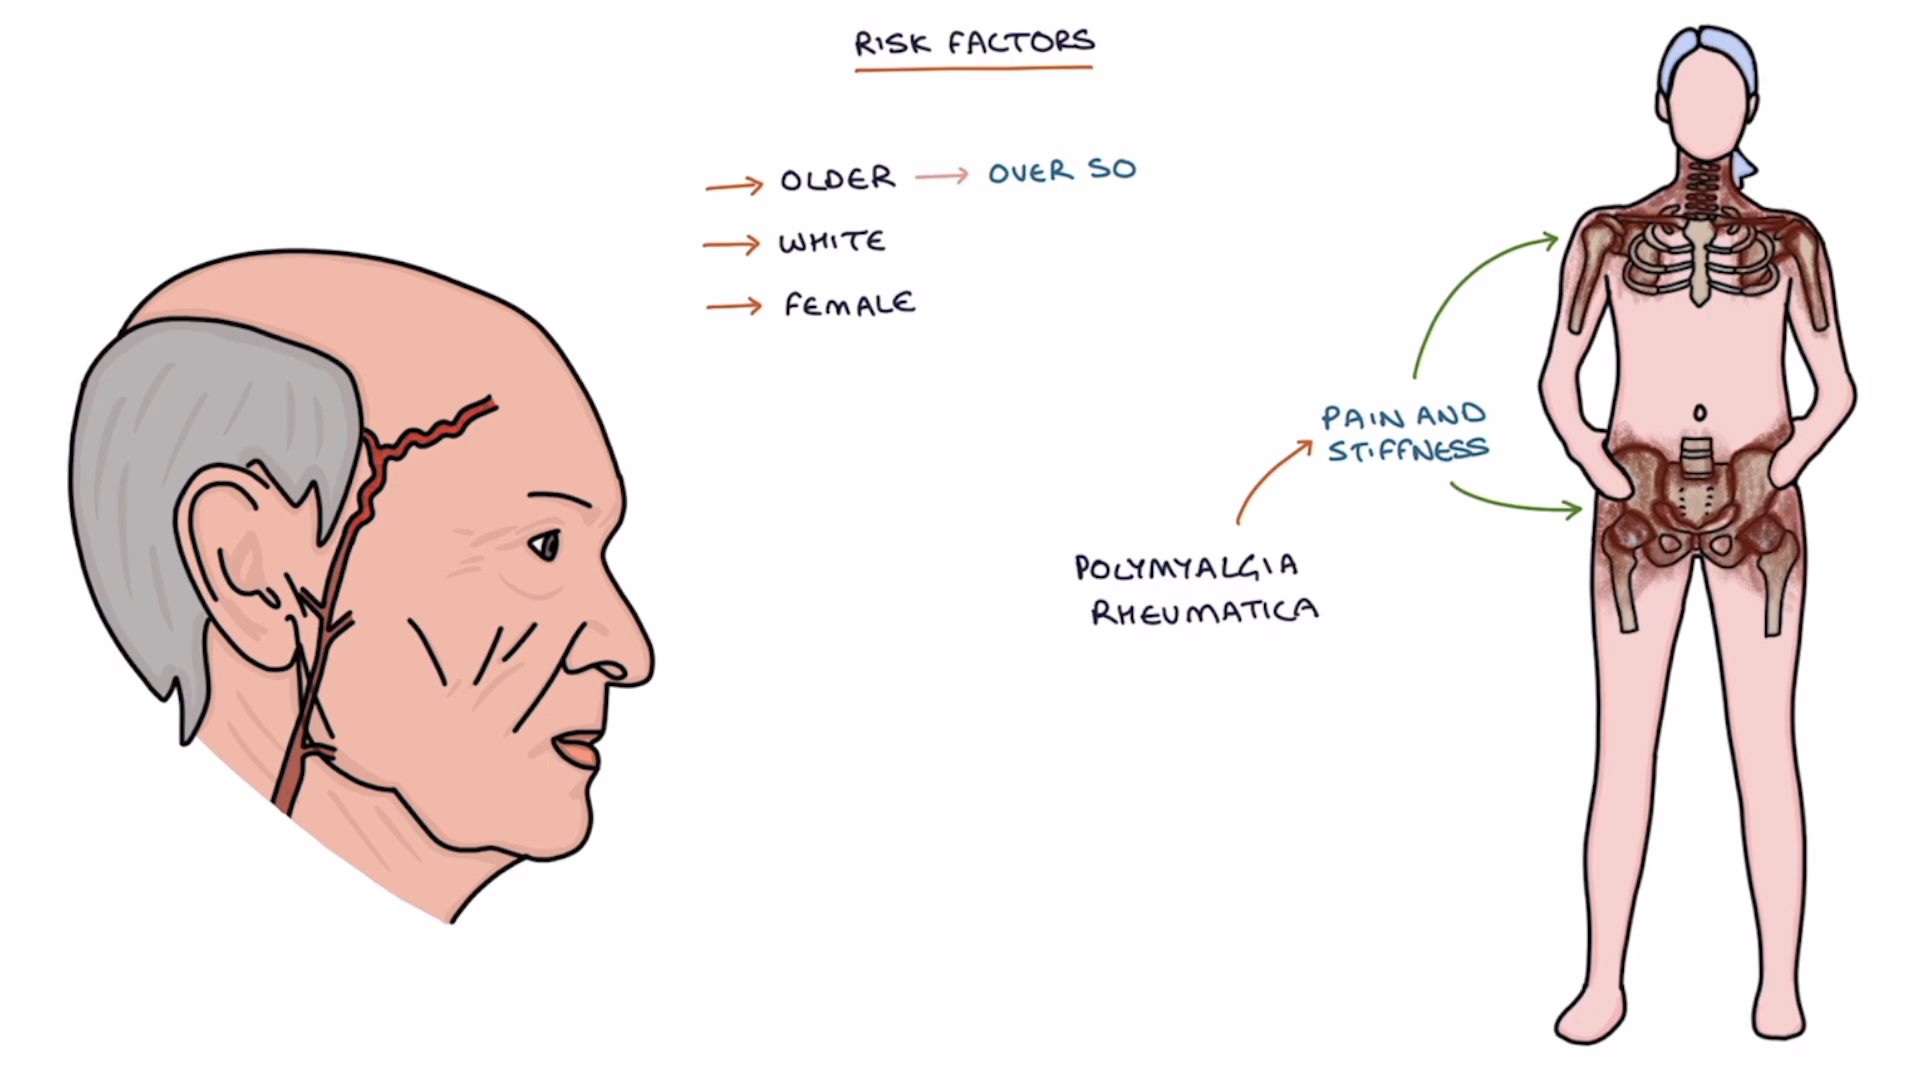 RISK FACTORS
→ OLDER → OVER 50
→ WHITE
→ FEMALE
PAIN AND
STIFFNESS
POLYMYALGIA
RHEUMATICA